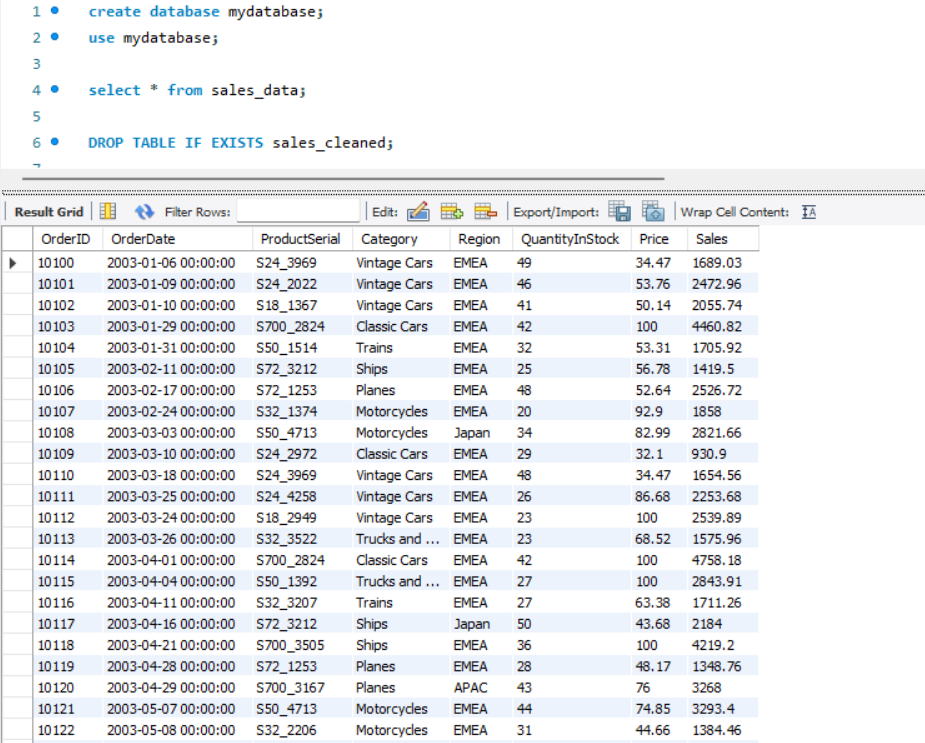 1 create database mydatabase;
2 use mydatabase;
3
4 select * from sales_data;
5
6 DROP TABLE IF EXISTS sales_cleaned;
Result Grid Filter Rows: Edit: Export/Import: Wrap Cell Content:
OrderID OrderDate ProductSerial Category Region QuantityInStock Price Sales
10100 2003-01-06 00:00:00 S24_3969 Vintage Cars EMEA 49 34.47 1689.03
10101 2003-01-09 00:00:00 S24_2022 Vintage Cars EMEA 46 53.76 2472.96
10102 2003-01-10 00:00:00 S18_1367 Vintage Cars EMEA 41 50.14 2055.74
10103 2003-01-29 00:00:00 S700_2824 Classic Cars EMEA 42 100 4460.82
10104 2003-01-31 00:00:00 S50_1514 Trains EMEA 32 53.31 1705.92
10105 2003-02-11 00:00:00 S72_3212 Ships EMEA 25 56.78 1419.5
10106 2003-02-17 00:00:00 S72_1253 Planes EMEA 48 52.64 2526.72
10107 2003-02-24 00:00:00 S32_1374 Motorcycles EMEA 20 92.9 1858
10108 2003-03-03 00:00:00 S50_4713 Motorcycles Japan 34 82.99 2821.66
10109 2003-03-10 00:00:00 S24_2972 Classic Cars EMEA 29 32.1 930.9
10110 2003-03-18 00:00:00 S24_3969 Vintage Cars EMEA 48 34.47 1654.56
10111 2003-03-25 00:00:00 S24_4258 Vintage Cars EMEA 26 86.68 2253.68
10112 2003-03-24 00:00:00 S18_2949 Vintage Cars EMEA 23 100 2539.89
10113 2003-03-26 00:00:00 S32_3522 Trucks and ... EMEA 23 68.52 1575.96
10114 2003-04-01 00:00:00 S700_2824 Classic Cars EMEA 42 100 4758.18
10115 2003-04-04 00:00:00 S50_1392 Trucks and ... EMEA 27 100 2843.91
10116 2003-04-11 00:00:00 S32_3207 Trains EMEA 27 63.38 1711.26
10117 2003-04-16 00:00:00 S72_3212 Ships Japan 50 43.68 2184
10118 2003-04-21 00:00:00 S700_3505 Ships EMEA 36 100 4219.2
10119 2003-04-28 00:00:00 S72_1253 Planes EMEA 28 48.17 1348.76
10120 2003-04-29 00:00:00 S700_3167 Planes APAC 43 76 3268
10121 2003-05-07 00:00:00 S50_4713 Motorcycles EMEA 44 74.85 3293.4
10122 2003-05-08 00:00:00 S32_2206 Motorcycles EMEA 31 44.66 1384.46